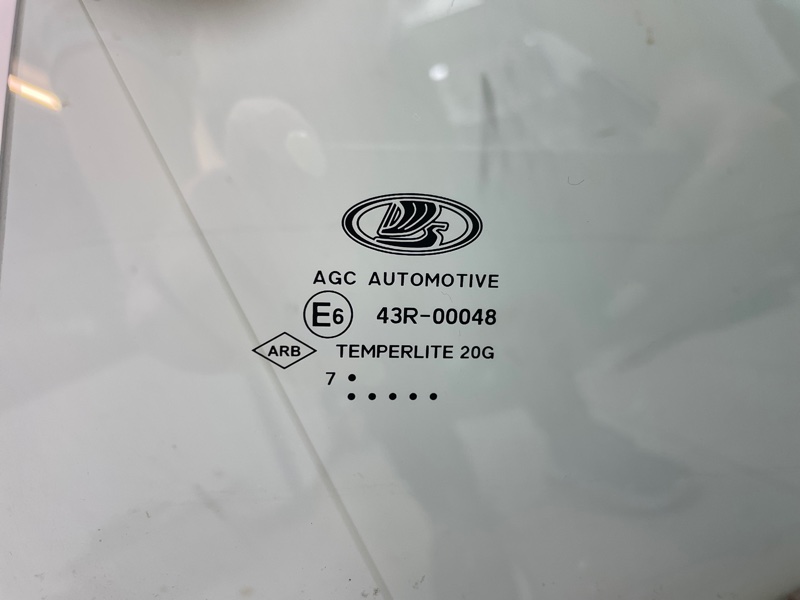 AGC AUTOMOTIVE
E6 43R-00048
ARB TEMPERLITE 20G
7 •
• • • • •